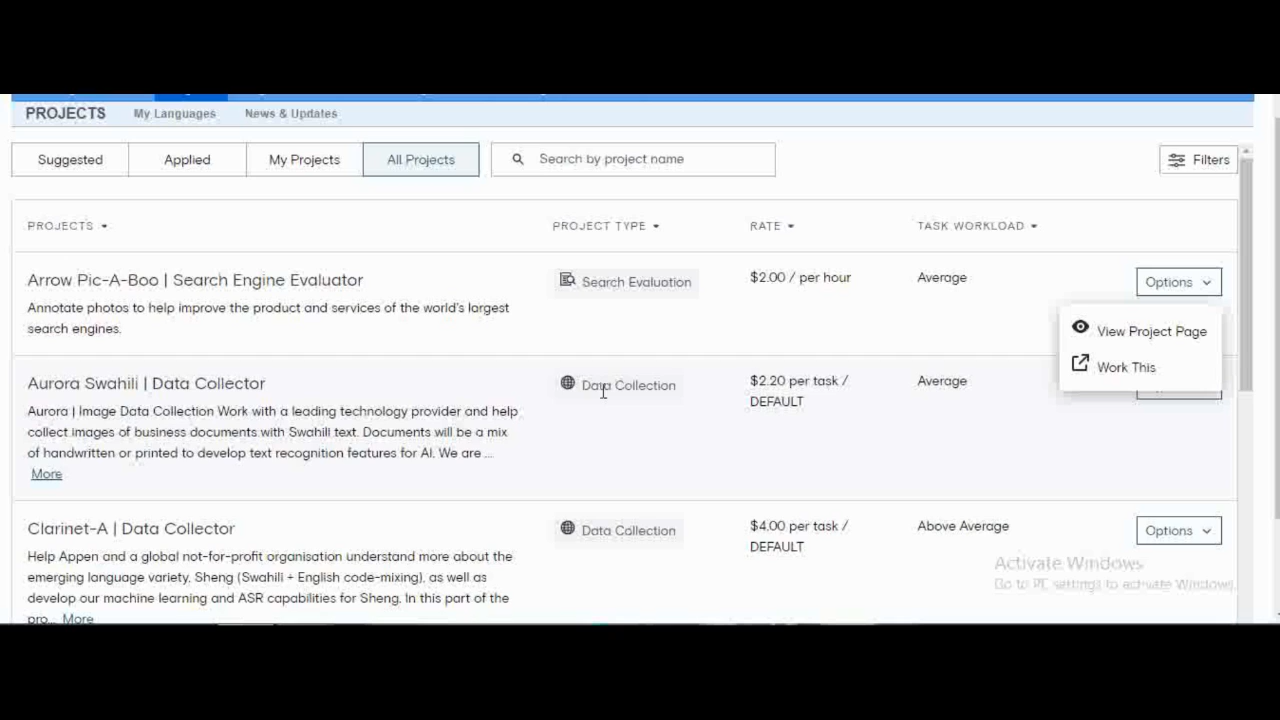 PROJECTS My Languages News & Updates
Suggested Applied My Projects All Projects Search by project name Filters
PROJECTS PROJECT TYPE RATE TASK WORKLOAD
Arrow Pic-A-Boo | Search Engine Evaluator Search Evaluation $2.00 / per hour Average Options
Annotate photos to help improve the product and services of the world's largest
search engines.
View Project Page
Work This
Aurora Swahili | Data Collector Data Collection $2.20 per task / Average
DEFAULT
Aurora | Image Data Collection Work with a leading technology provider and help
collect images of business documents with Swahili text. Documents will be a mix
of handwritten or printed to develop text recognition features for AI. We are ...
More
Clarinet-A | Data Collector Data Collection $4.00 per task / Above Average Options
DEFAULT
Help Appen and a global not-for-profit organisation understand more about the
emerging language variety, Sheng (Swahili + English code-mixing), as well as
develop our machine learning and ASR capabilities for Sheng. In this part of the
pro... More
Activate Windows
Go to PC settings to activate Windows.